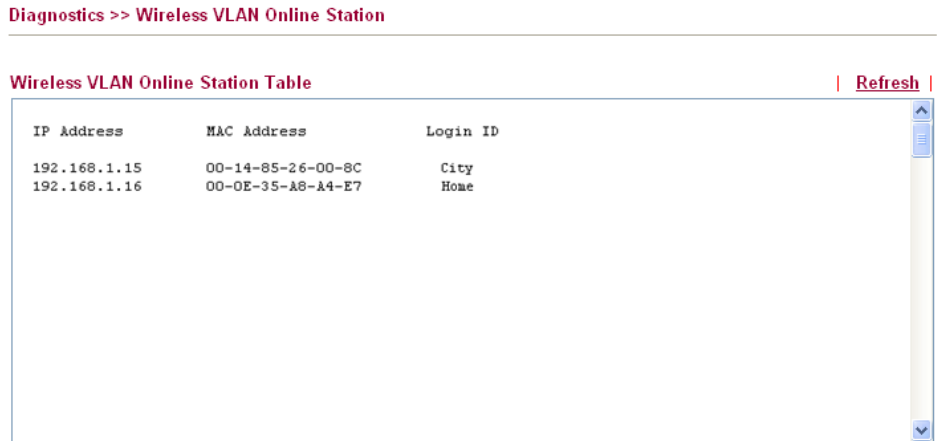 Diagnostics >> Wireless VLAN Online Station
Wireless VLAN Online Station Table | Refresh |
IP Address MAC Address Login ID
192.168.1.15 00-14-85-26-00-8C City
192.168.1.16 00-0E-35-A8-A4-E7 Home